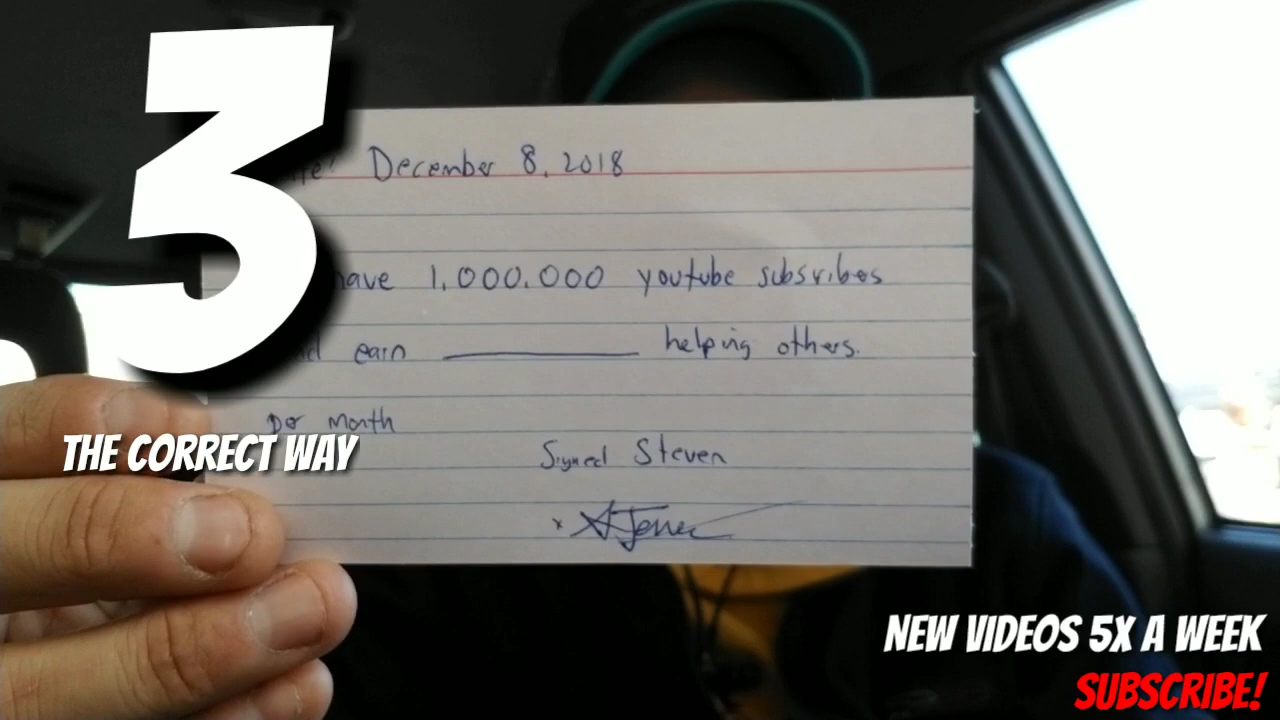 3
THE CORRECT WAY
December 8, 2018
have 1,000.000 youtube subsribes
earn ________ helping others.
per month
Signed Steven
x
NEW VIDEOS 5X A WEEK
SUBSCRIBE!